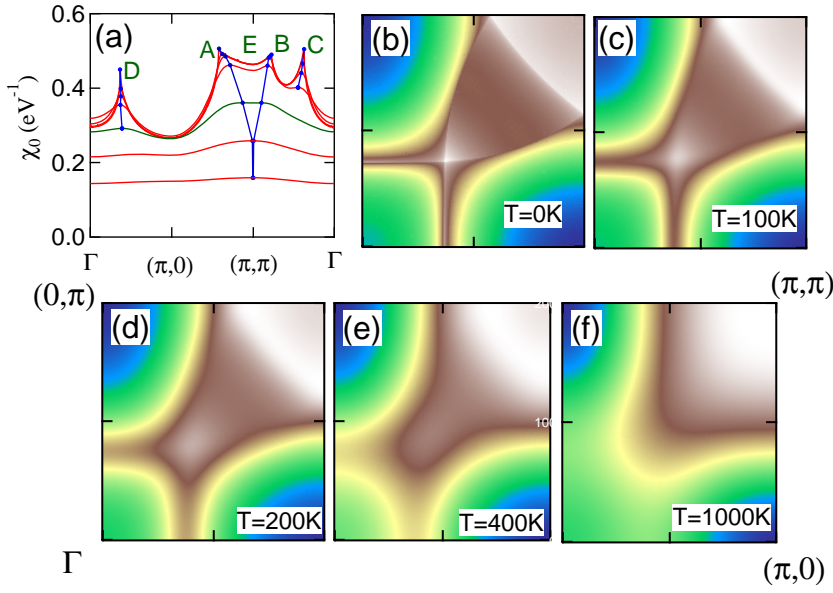 (a)
(b)
(c)
χ₀ (eV⁻¹)
0.6
0.4
0.2
0.0
D
A
E
B
C
Γ
(π,0)
(π,π)
Γ
T=0K
T=100K
(0,π)
(π,π)
(d)
(e)
(f)
100
T=200K
T=400K
T=1000K
Γ
(π,0)